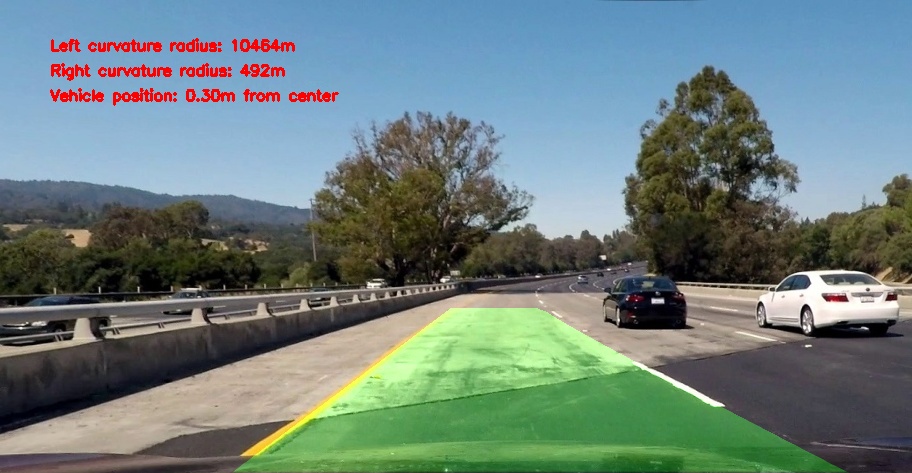 Left curvature radius: 10464m
Right curvature radius: 492m
Vehicle position: 0.30m from center